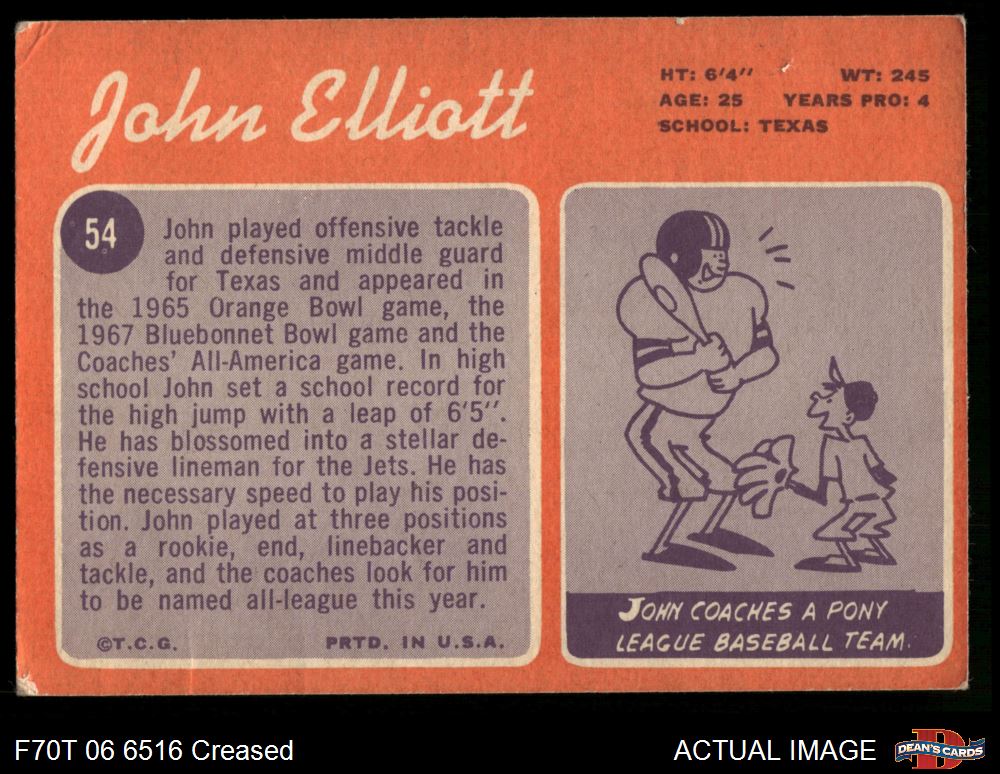 John Elliott
HT: 6'4" WT: 245
AGE: 25 YEARS PRO: 4
SCHOOL: TEXAS
54
John played offensive tackle
and defensive middle guard
for Texas and appeared in
the 1965 Orange Bowl game, the
1967 Bluebonnet Bowl game and the
Coaches' All-America game. In high
school John set a school record for
the high jump with a leap of 6'5".
He has blossomed into a stellar de-
fensive lineman for the Jets. He has
the necessary speed to play his posi-
tion. John played at three positions
as a rookie, end, linebacker and
tackle, and the coaches look for him
to be named all-league this year.
©T.C.G. PRTD. IN U.S.A.
JOHN COACHES A PONY
LEAGUE BASEBALL TEAM.
F70T 06 6516 Creased
ACTUAL IMAGE
D
DEAN'S CARDS